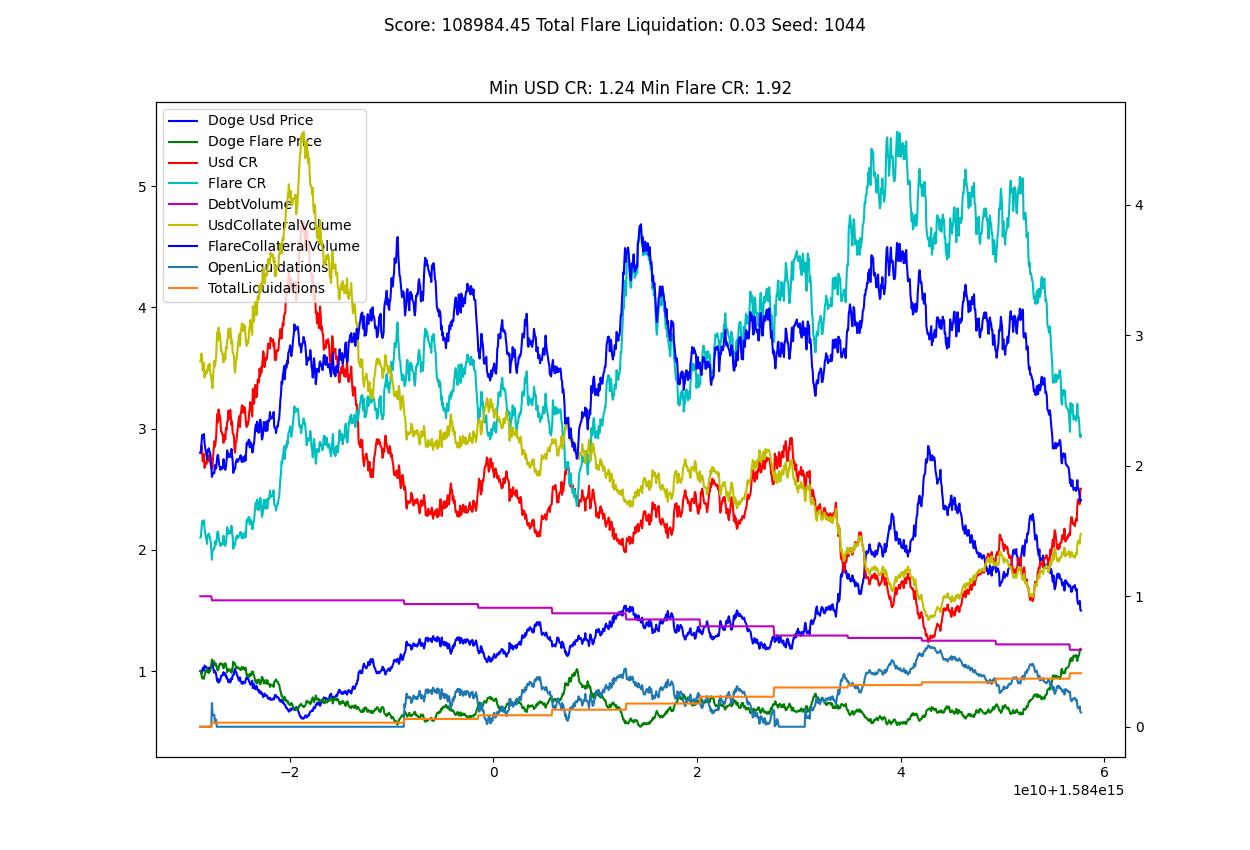 Score: 108984.45 Total Flare Liquidation: 0.03 Seed: 1044
Min USD CR: 1.24 Min Flare CR: 1.92
Doge Usd Price
Doge Flare Price
Usd CR
Flare CR
DebtVolume
UsdCollateralVolume
FlareCollateralVolume
OpenLiquidations
TotalLiquidations
5
4
3
2
1
4
3
2
1
0
−2
0
2
4
6
1e10+1.584e15